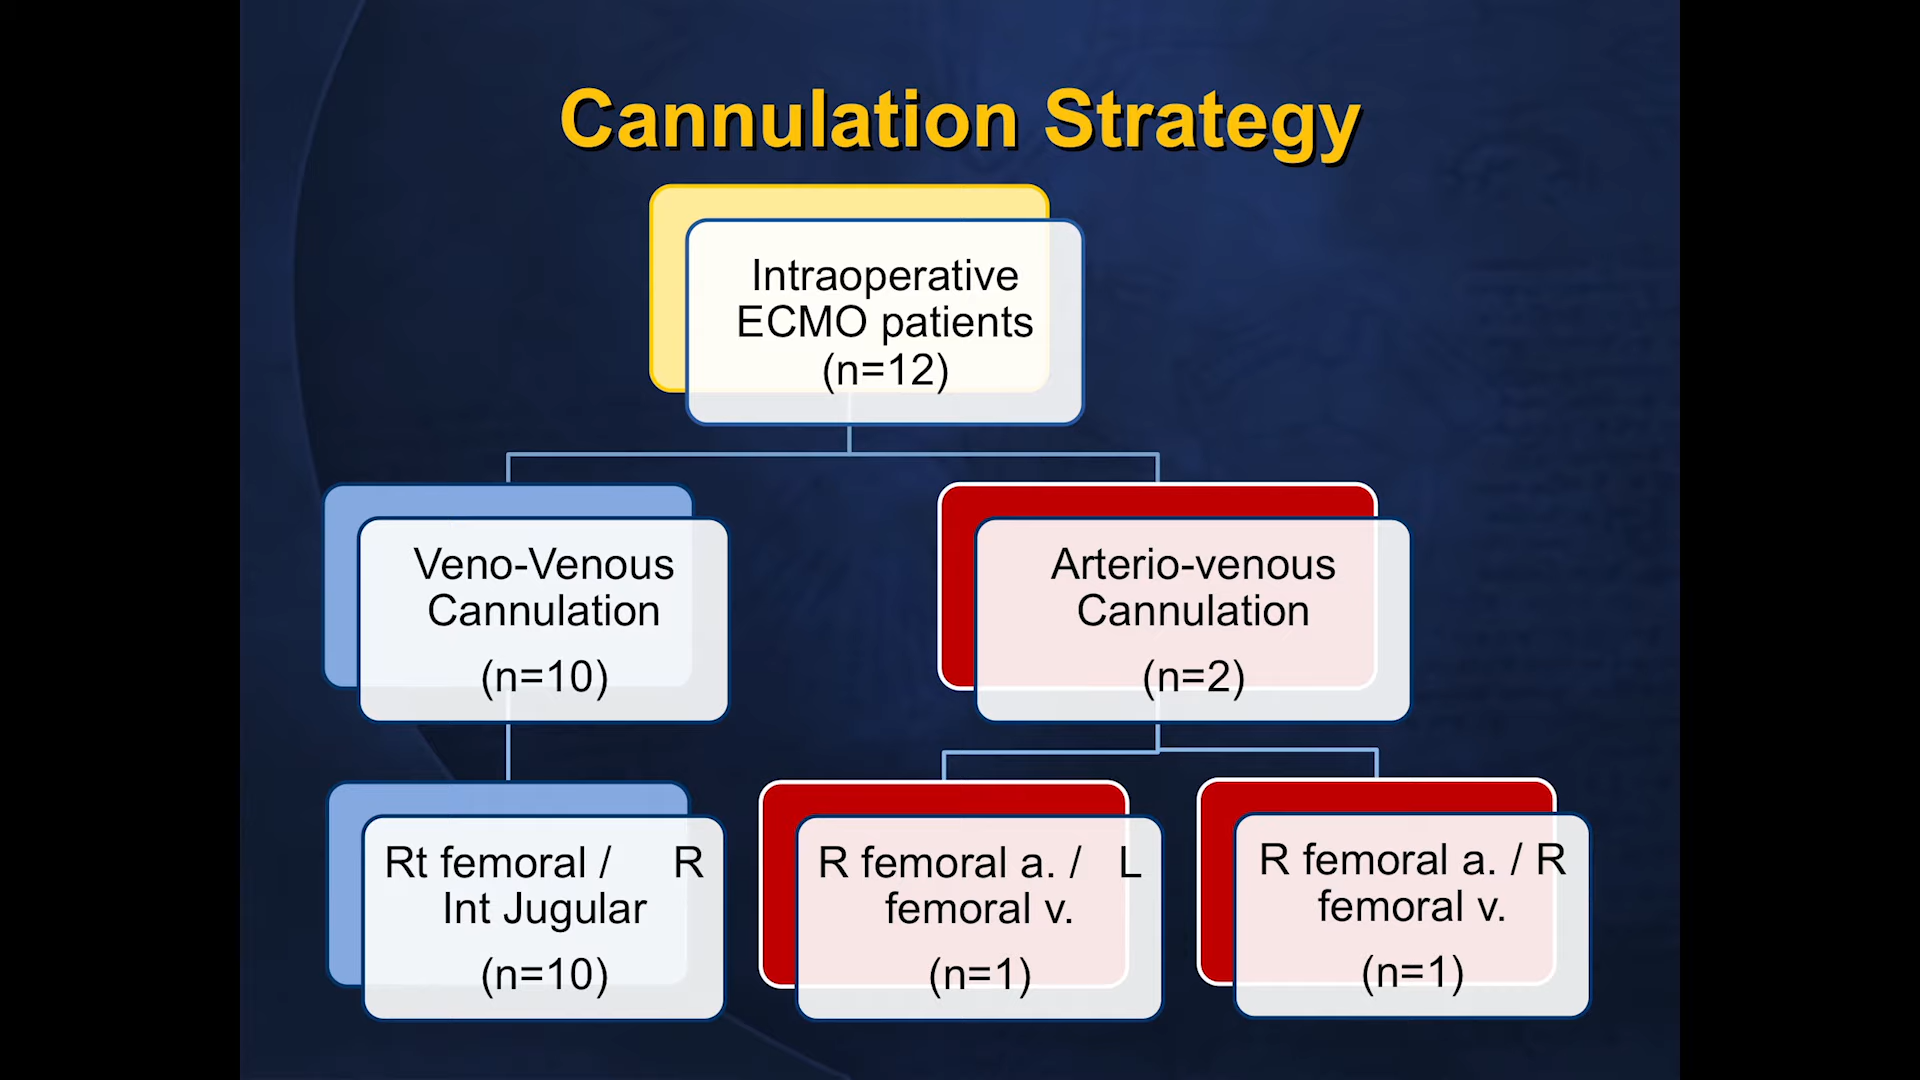 Cannulation Strategy
Intraoperative
ECMO patients
(n=12)
Veno-Venous
Cannulation
(n=10)
Arterio-venous
Cannulation
(n=2)
Rt femoral / R
Int Jugular
(n=10)
R femoral a. / L
femoral v.
(n=1)
R femoral a. / R
femoral v.
(n=1)